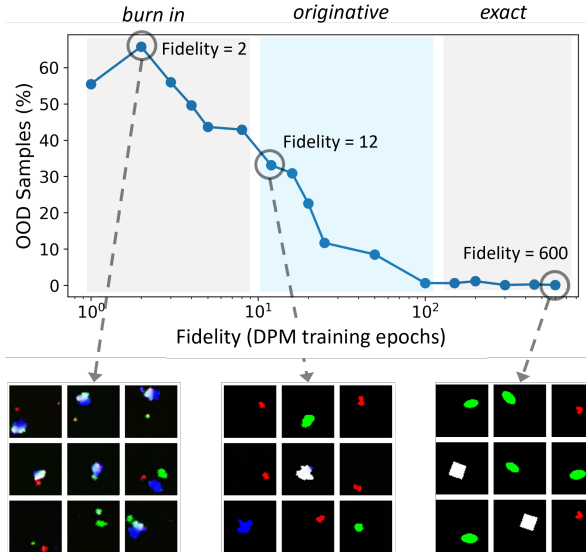 burn in originative exact
Fidelity = 2
Fidelity = 12
Fidelity = 600
OOD Samples (%)
60
50
40
30
20
10
0
10⁰ 10¹ 10²
Fidelity (DPM training epochs)